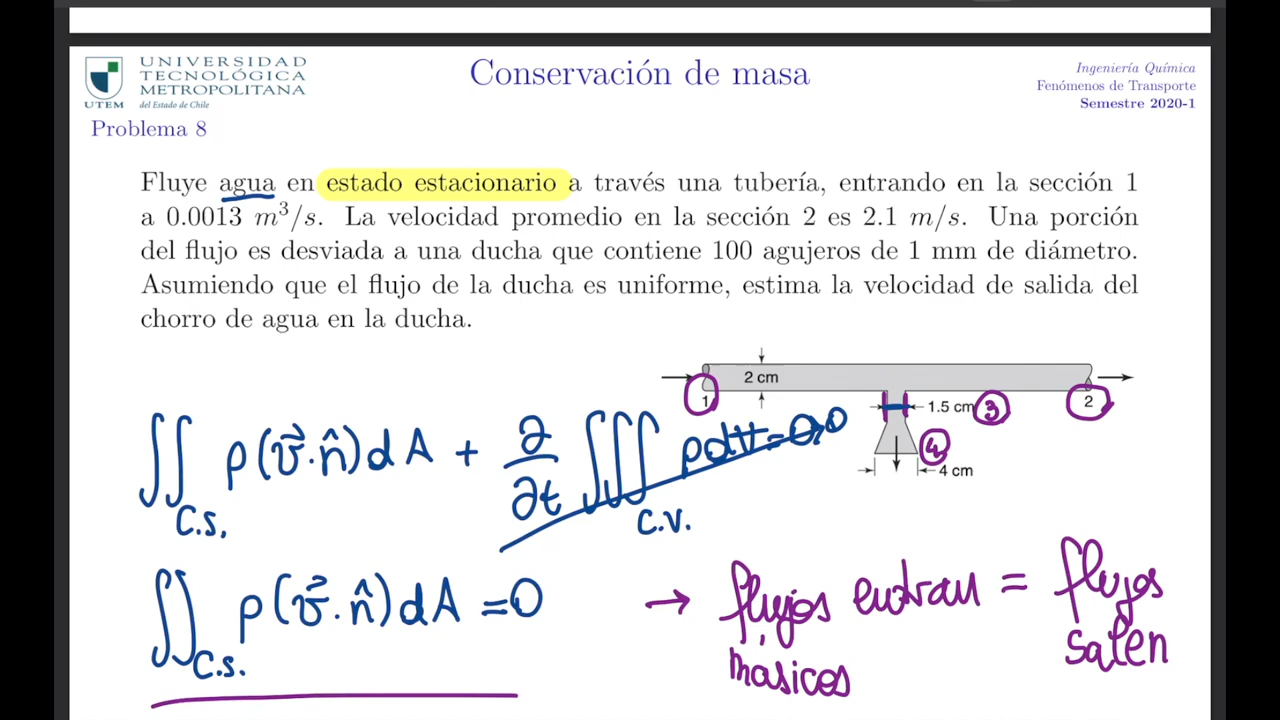 UNIVERSIDAD
TECNOLÓGICA
METROPOLITANA
UTEM del Estado de Chile
Conservación de masa
Ingeniería Química
Fenómenos de Transporte
Semestre 2020-1
Problema 8
Fluye agua en estado estacionario a través una tubería, entrando en la sección 1
a 0.0013 m³/s. La velocidad promedio en la sección 2 es 2.1 m/s. Una porción
del flujo es desviada a una ducha que contiene 100 agujeros de 1 mm de diámetro.
Asumiendo que el flujo de la ducha es uniforme, estima la velocidad de salida del
chorro de agua en la ducha.
2 cm
1
1.5 cm 3
2
4
4 cm
∬ C.S. ρ(v⃗·n̂)dA + ∂/∂t ∭ C.V. ρdV = 0,0
∬ C.S. ρ(v⃗·n̂)dA = 0
→ flujos entran = flujos
másicos salen